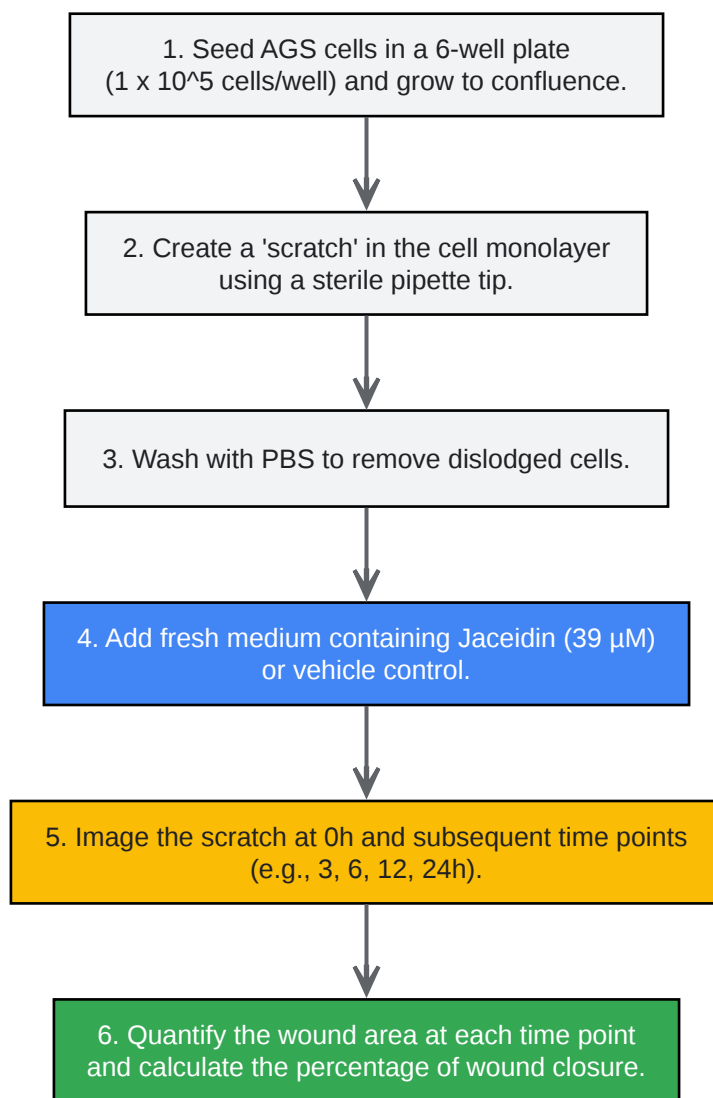 1. Seed AGS cells in a 6-well plate
(1 x 10^5 cells/well) and grow to confluence.
2. Create a 'scratch' in the cell monolayer
using a sterile pipette tip.
3. Wash with PBS to remove dislodged cells.
4. Add fresh medium containing Jaceidin (39 μM)
or vehicle control.
5. Image the scratch at 0h and subsequent time points
(e.g., 3, 6, 12, 24h).
6. Quantify the wound area at each time point
and calculate the percentage of wound closure.